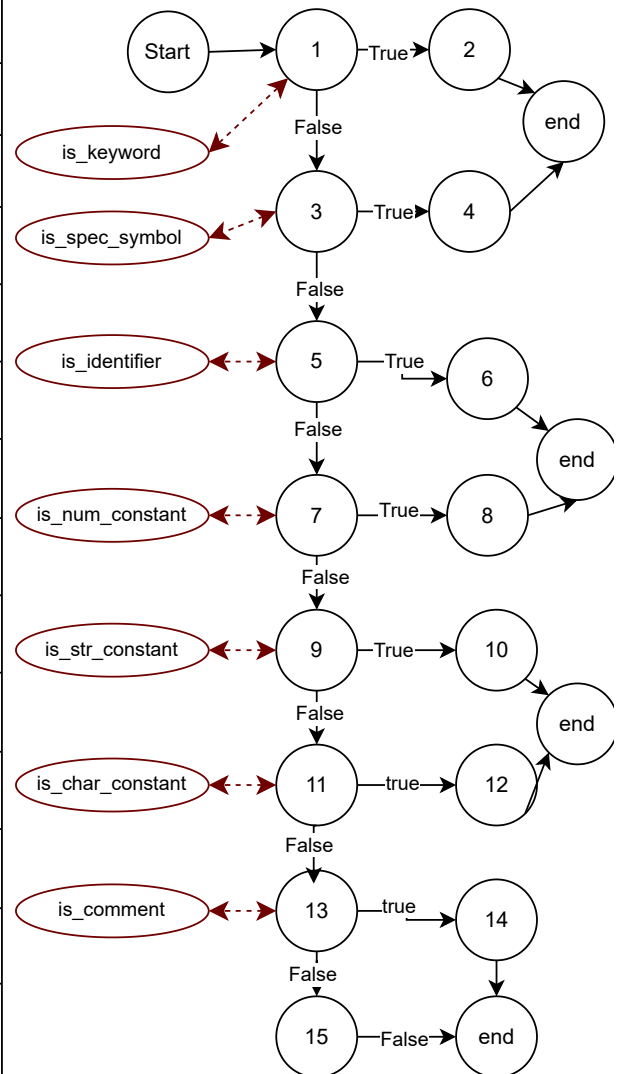 Start
1
True
2
end
False
is_keyword
3
True
4
is_spec_symbol
False
is_identifier
5
True
6
False
end
is_num_constant
7
True
8
False
is_str_constant
9
True
10
False
end
is_char_constant
11
true
12
False
is_comment
13
true
14
False
15
False
end